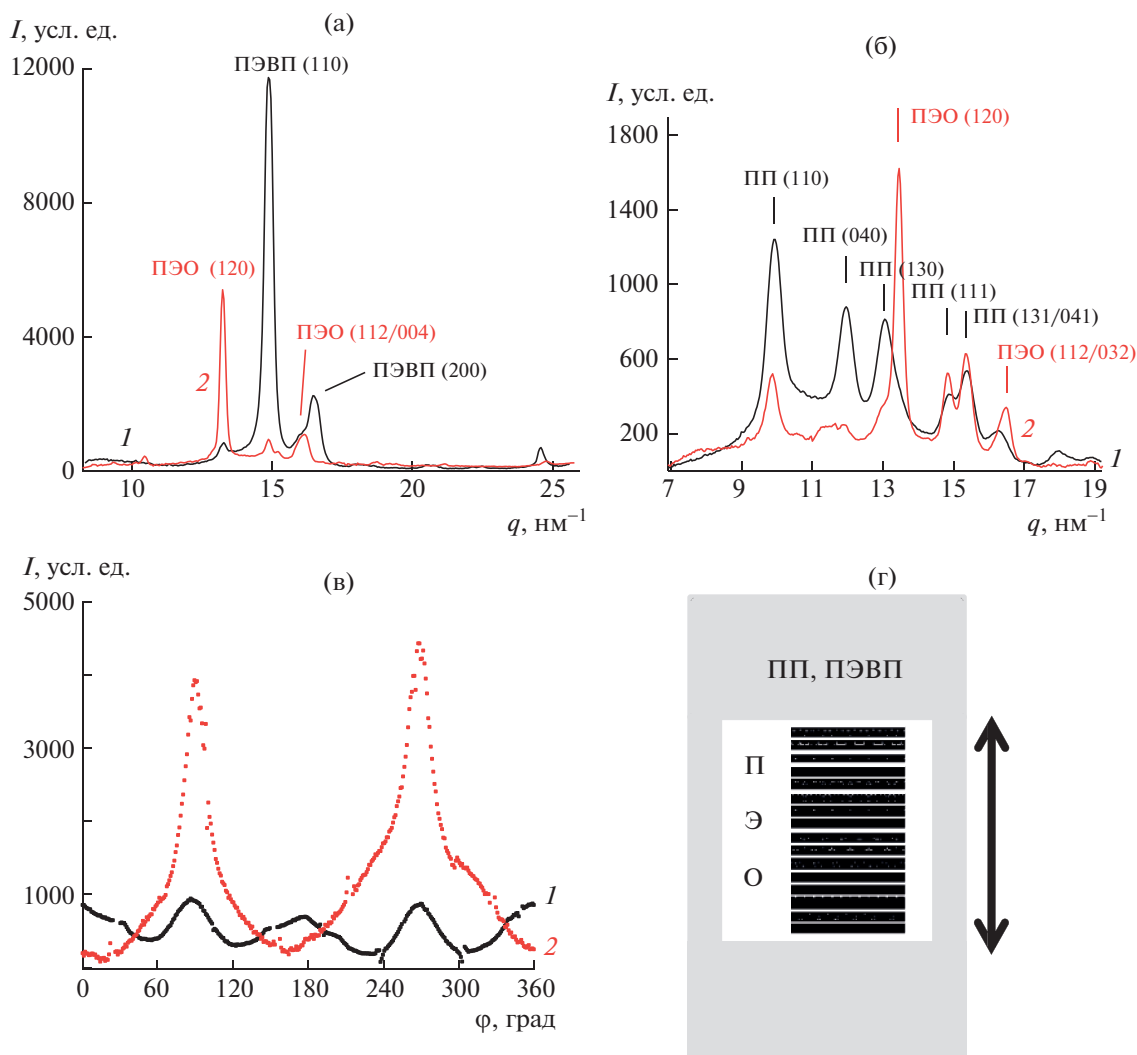 (а)
I, усл. ед.
12000
8000
4000
0
ПЭВП (110)
ПЭО (120)
ПЭО (112/004)
ПЭВП (200)
2
1
10 15 20 25
q, нм–1
(б)
I, усл. ед.
1800
1400
1000
600
200
ПЭО (120)
ПП (110)
ПП (040)
ПП (130)
ПП (111)
ПП (131/041)
ПЭО (112/032)
2
1
7 9 11 13 15 17 19
q, нм–1
(в)
I, усл. ед.
5000
3000
1000
1
2
0 60 120 180 240 300 360
φ, град
(г)
ПП, ПЭВП
П
Э
О